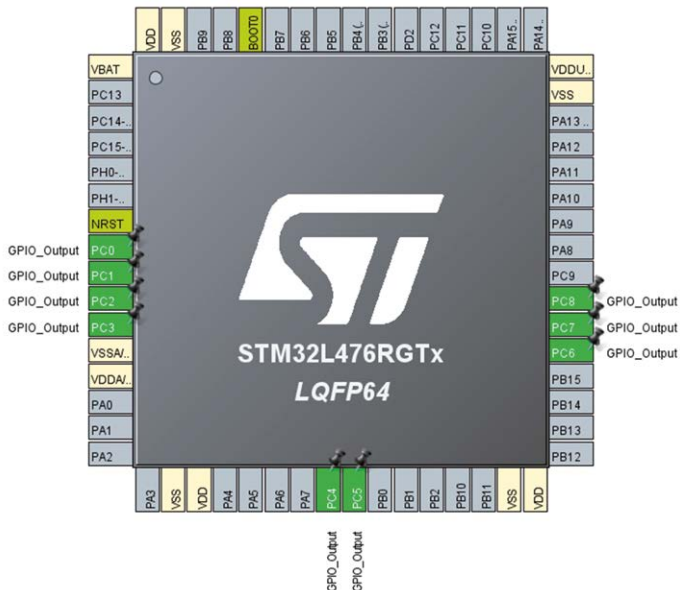 VDD
VSS
PB9
PB8
BOOT0
PB7
PB6
PB5
PB4 (..
PB3 (..
PD2
PC12
PC11
PC10
PA15..
PA14..
VBAT
PC13
PC14-..
PC15-..
PH0-..
PH1-..
NRST
GPIO_Output PC0
GPIO_Output PC1
GPIO_Output PC2
GPIO_Output PC3
VSSA/..
VDDA/..
PA0
PA1
PA2
ST
STM32L476RGTx
LQFP64
VDDU..
VSS
PA13 ..
PA12
PA11
PA10
PA9
PA8
PC9
PC8 GPIO_Output
PC7 GPIO_Output
PC6 GPIO_Output
PB15
PB14
PB13
PB12
PA3
VSS
VDD
PA4
PA5
PA6
PA7
PC4
PC5
PB0
PB1
PB2
PB10
PB11
VSS
VDD
GPIO_Output
GPIO_Output